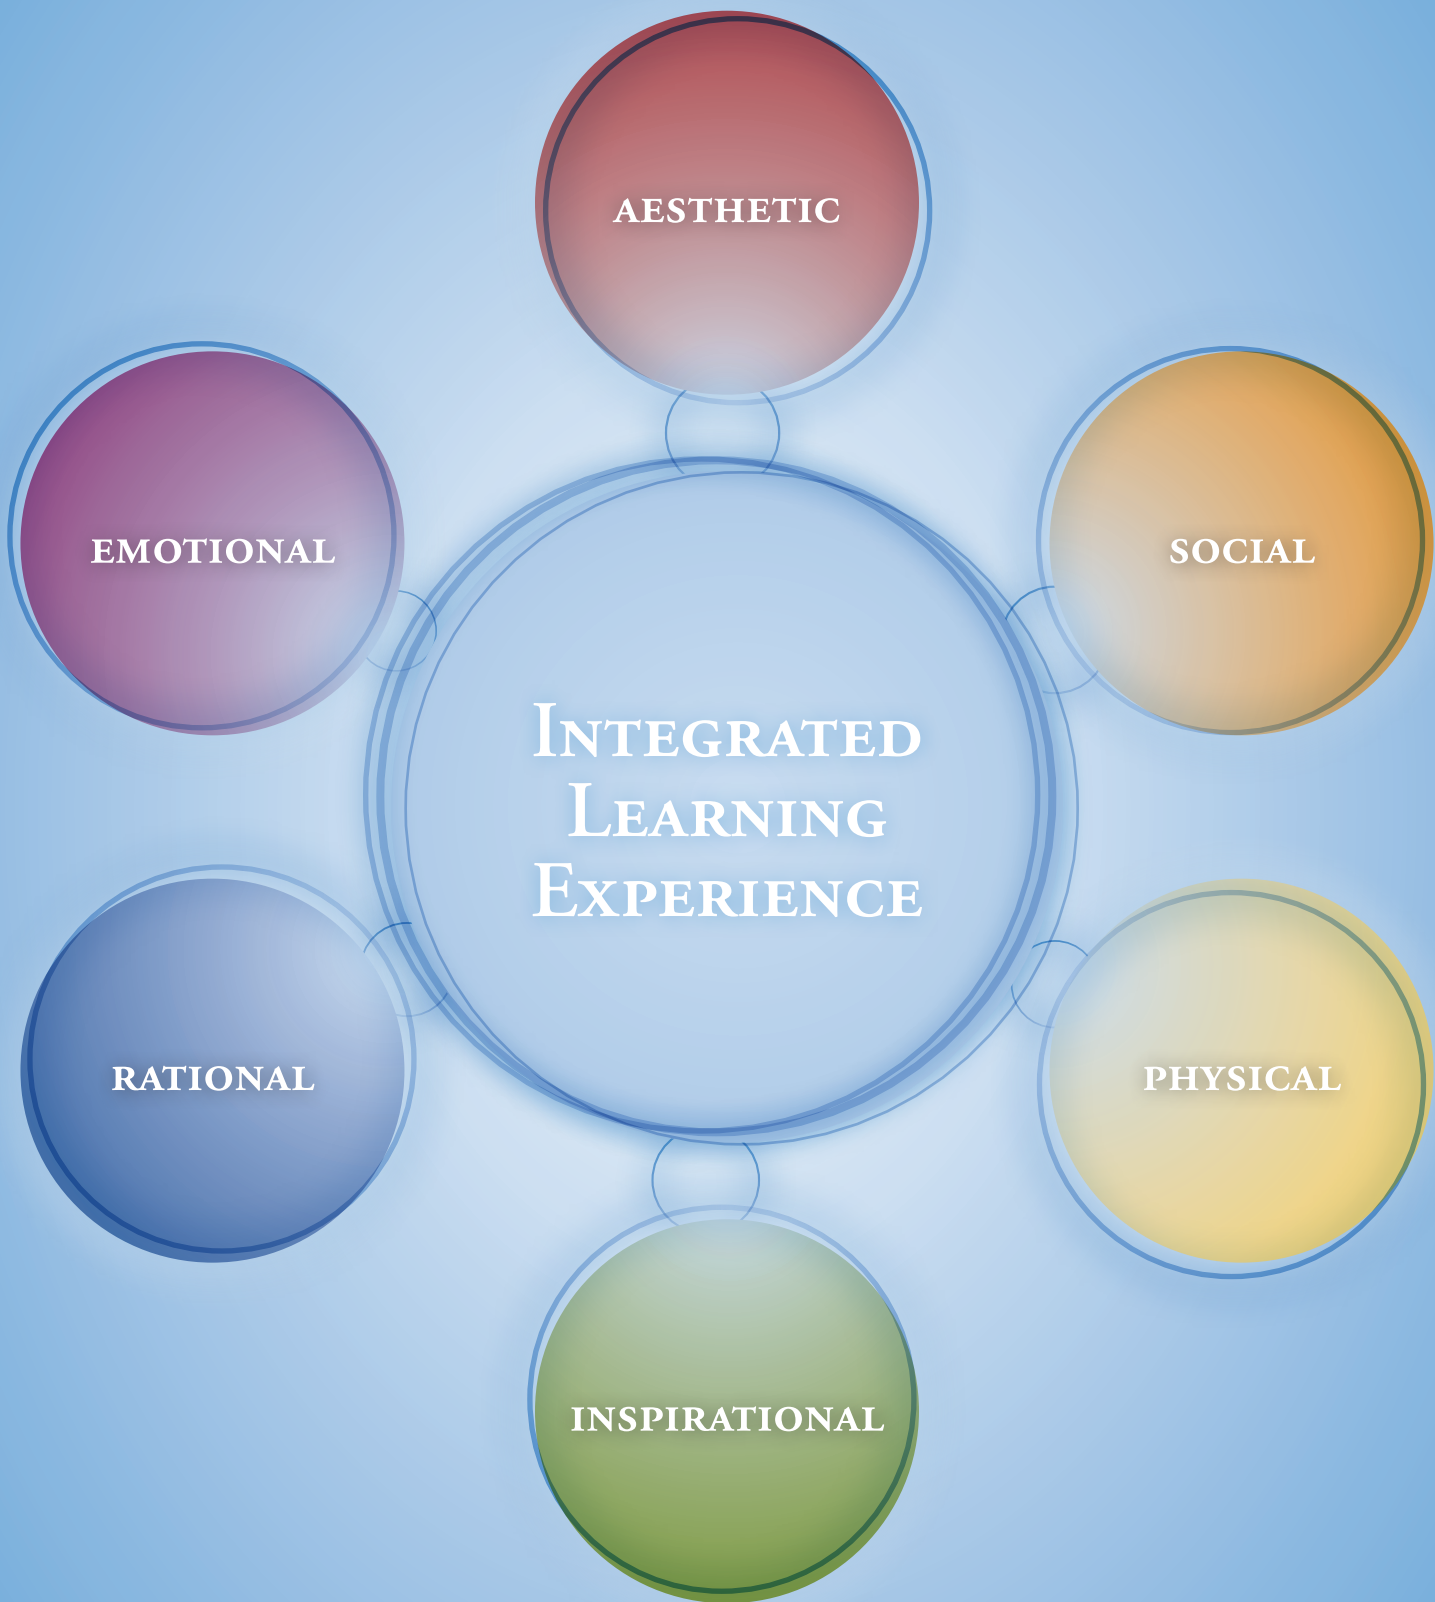 AESTHETIC
EMOTIONAL
SOCIAL
INTEGRATED
LEARNING
EXPERIENCE
RATIONAL
PHYSICAL
INSPIRATIONAL